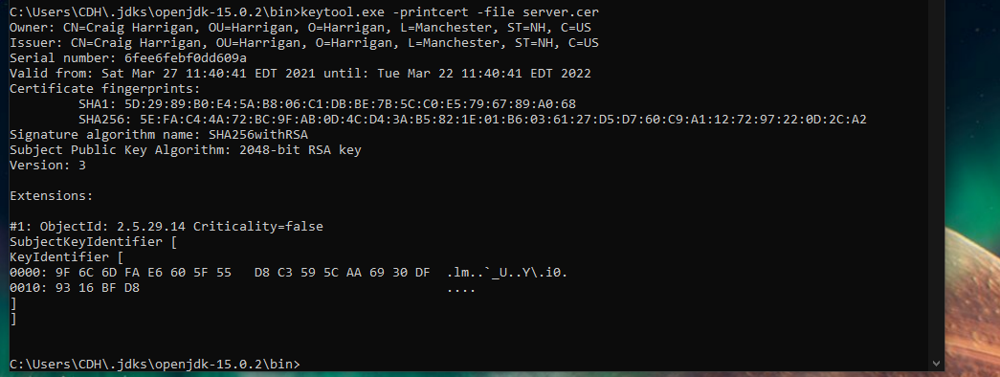 C:\Users\CDH\.jdks\openjdk-15.0.2\bin>keytool.exe -printcert -file server.cer
Owner: CN=Craig Harrigan, OU=Harrigan, O=Harrigan, L=Manchester, ST=NH, C=US
Issuer: CN=Craig Harrigan, OU=Harrigan, O=Harrigan, L=Manchester, ST=NH, C=US
Serial number: 6fee6febf0dd609a
Valid from: Sat Mar 27 11:40:41 EDT 2021 until: Tue Mar 22 11:40:41 EDT 2022
Certificate fingerprints:
         SHA1: 5D:29:89:B0:E4:5A:B8:06:C1:DB:BE:7B:5C:C0:E5:79:67:89:A0:68
         SHA256: 5E:FA:C4:4A:72:BC:9F:AB:0D:4C:D4:3A:B5:82:1E:01:B6:03:61:27:D5:D7:60:C9:A1:12:72:97:22:0D:2C:A2
Signature algorithm name: SHA256withRSA
Subject Public Key Algorithm: 2048-bit RSA key
Version: 3
Extensions:
#1: ObjectId: 2.5.29.14 Criticality=false
SubjectKeyIdentifier [
KeyIdentifier [
0000: 9F 6C 6D FA E6 60 5F 55   D8 C3 59 5C AA 69 30 DF  .lm..`_U..Y\.i0.
0010: 93 16 BF D8                                        ....
]
]
C:\Users\CDH\.jdks\openjdk-15.0.2\bin>